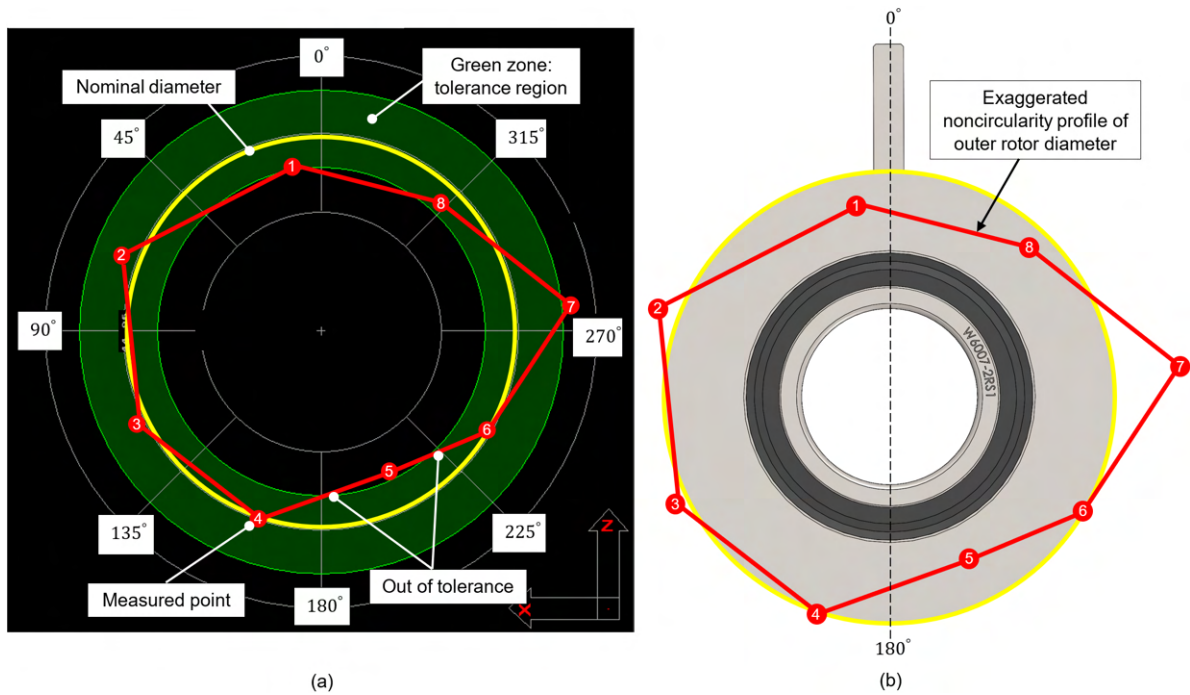 0°
Nominal diameter
Green zone:
tolerance region
45°
315°
1
8
2
7
90°
270°
3
6
5
4
135°
225°
Z
X
Measured point
180°
Out of tolerance
(a)
0°
Exaggerated
noncircularity profile of
outer rotor diameter
1
8
2
W6007-2RS1
7
3
6
5
4
180°
(b)